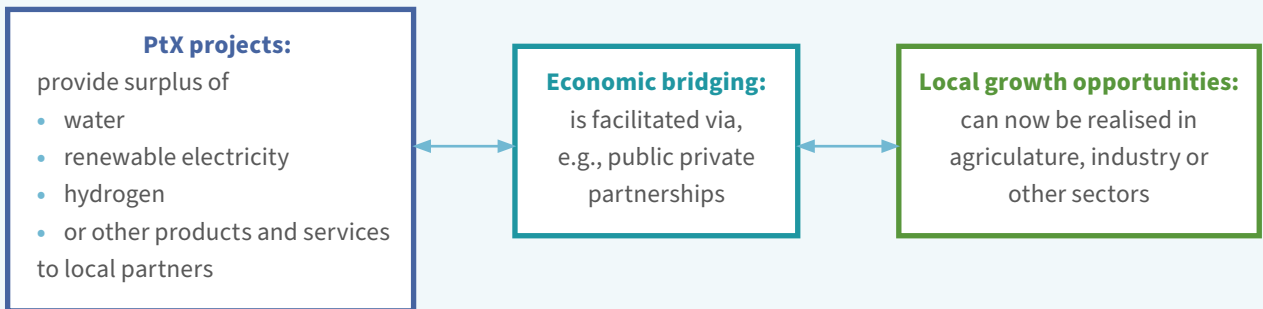 PtX projects:
provide surplus of
• water
• renewable electricity
• hydrogen
• or other products and services
to local partners
Economic bridging:
is facilitated via,
e.g., public private
partnerships
Local growth opportunities:
can now be realised in
agriculature, industry or
other sectors